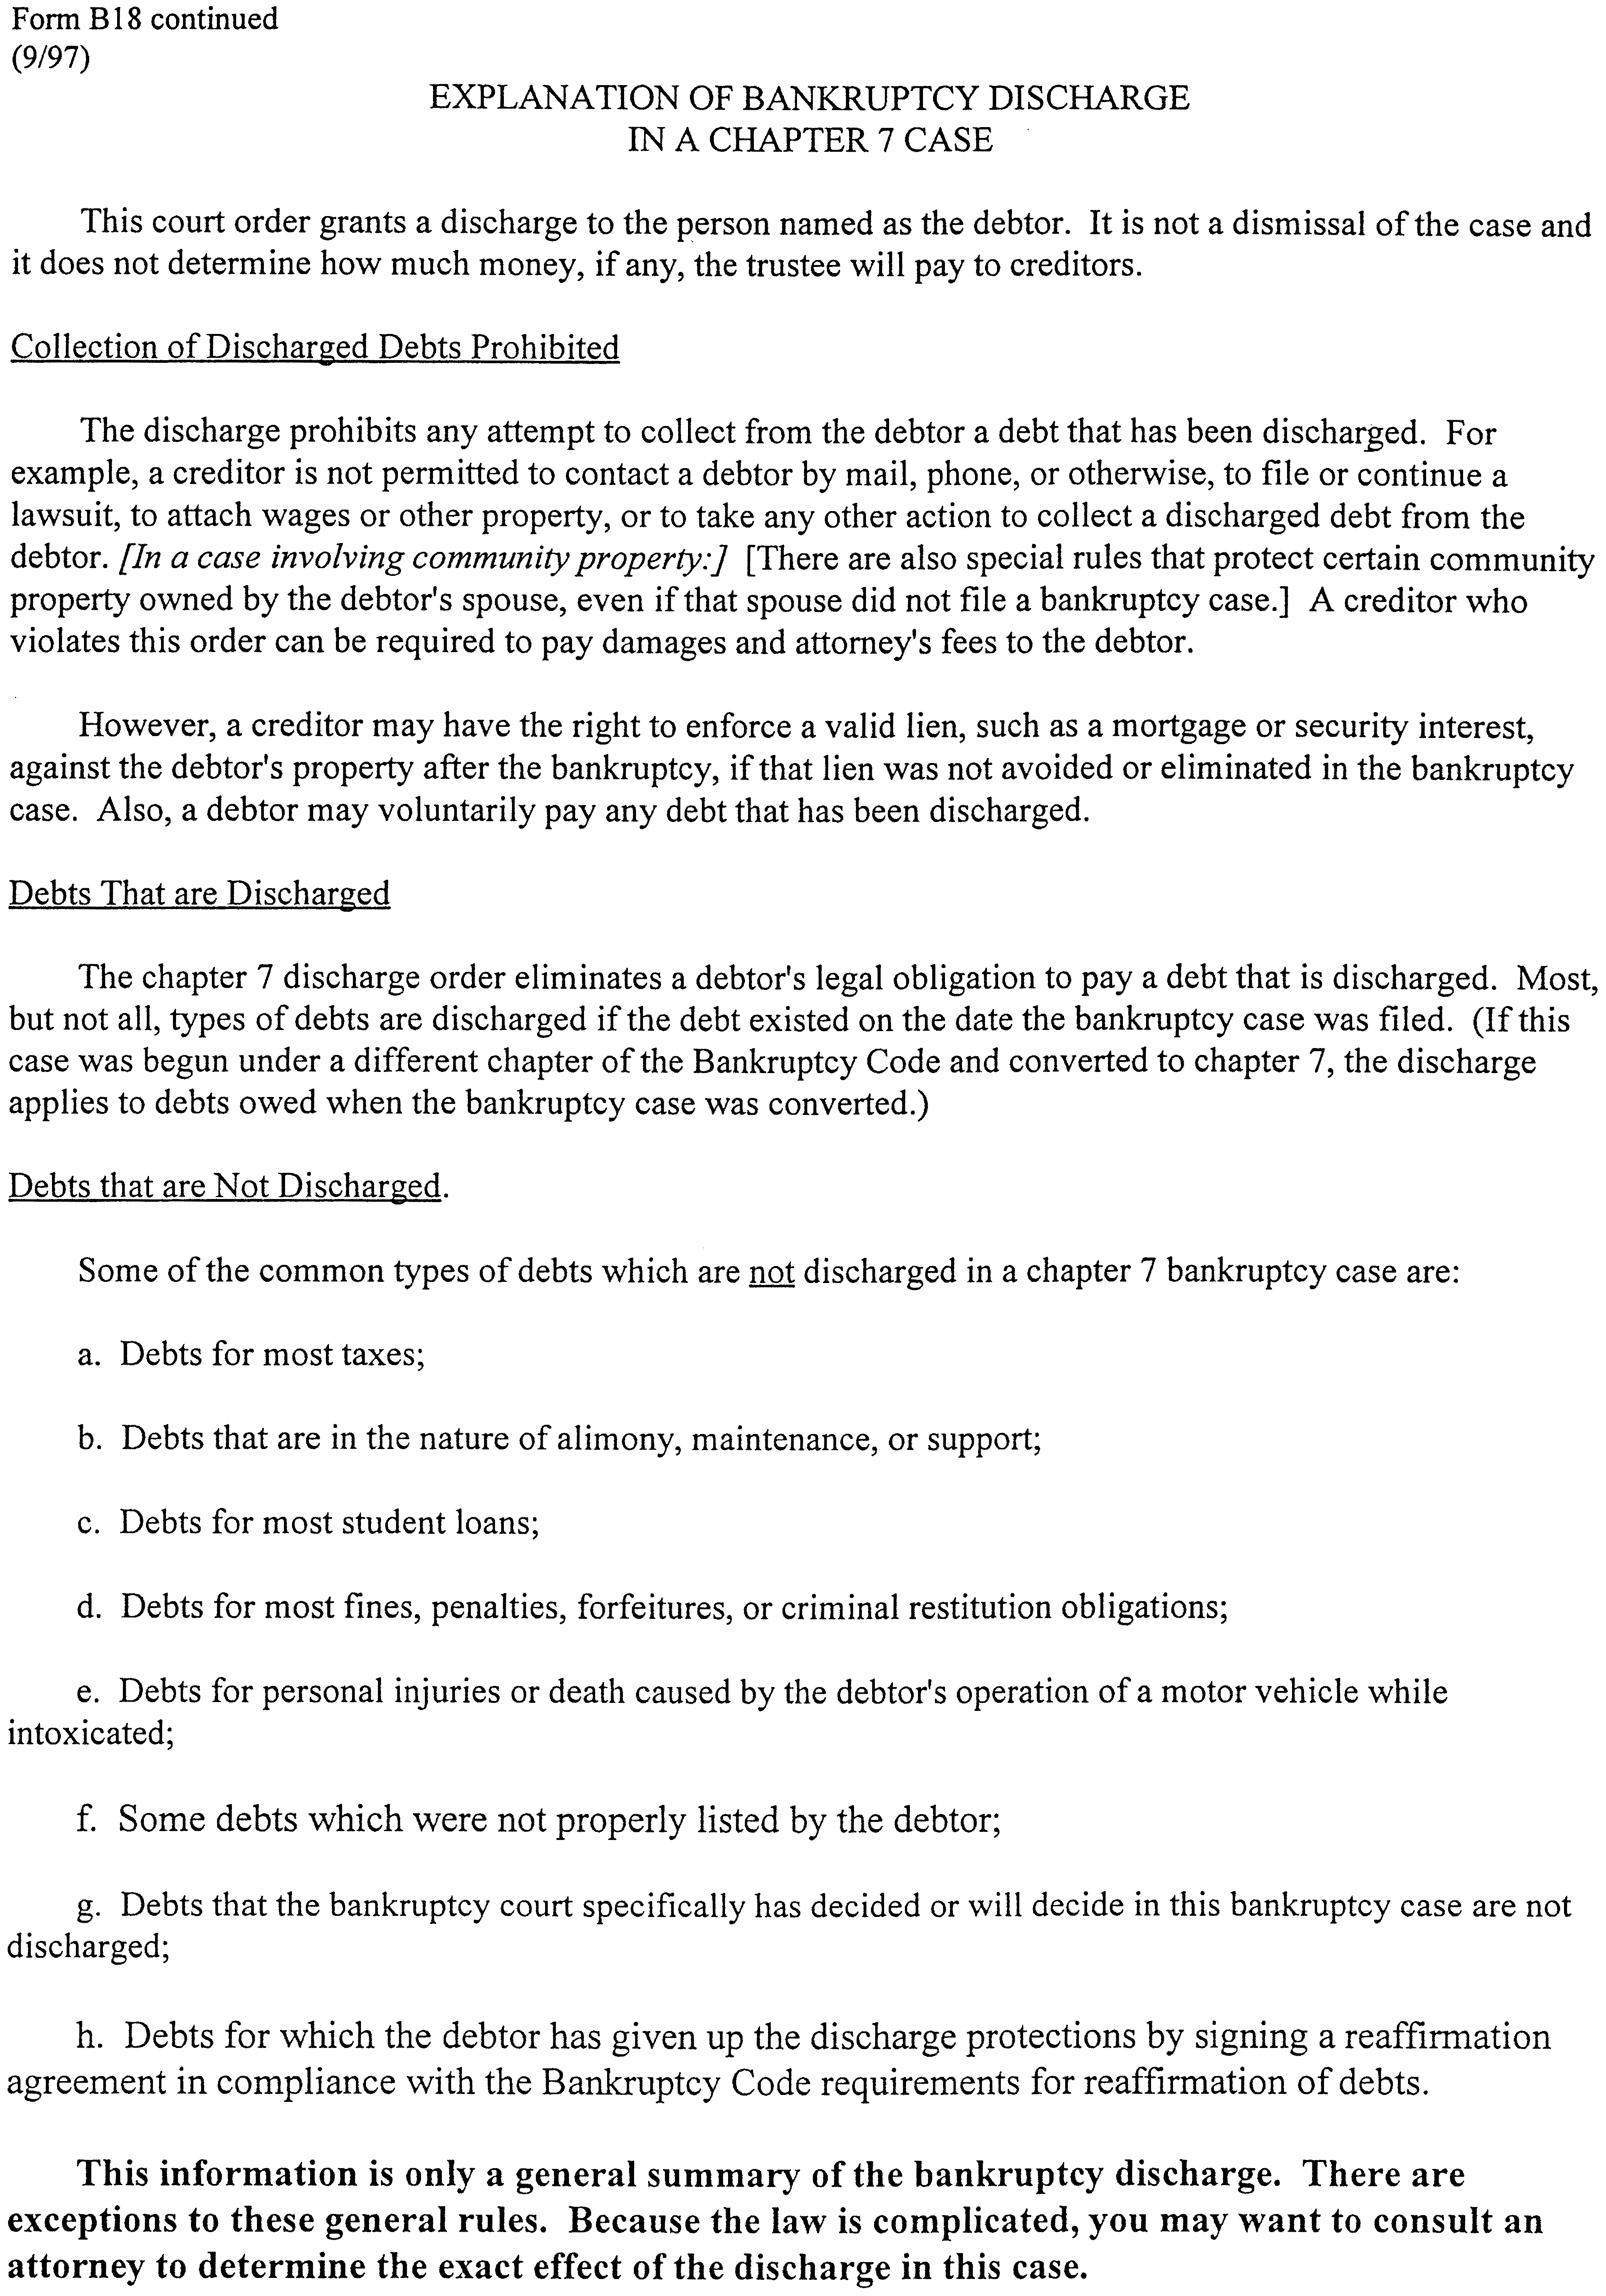 Form B18 continued
(9/97)
EXPLANATION OF BANKRUPTCY DISCHARGE
IN A CHAPTER 7 CASE
This court order grants a discharge to the person named as the debtor. It is not a dismissal of the case and
it does not determine how much money, if any, the trustee will pay to creditors.
Collection of Discharged Debts Prohibited
The discharge prohibits any attempt to collect from the debtor a debt that has been discharged. For
example, a creditor is not permitted to contact a debtor by mail, phone, or otherwise, to file or continue a
lawsuit, to attach wages or other property, or to take any other action to collect a discharged debt from the
debtor. [In a case involving community property:] [There are also special rules that protect certain community
property owned by the debtor's spouse, even if that spouse did not file a bankruptcy case.] A creditor who
violates this order can be required to pay damages and attorney's fees to the debtor.
However, a creditor may have the right to enforce a valid lien, such as a mortgage or security interest,
against the debtor's property after the bankruptcy, if that lien was not avoided or eliminated in the bankruptcy
case. Also, a debtor may voluntarily pay any debt that has been discharged.
Debts That are Discharged
The chapter 7 discharge order eliminates a debtor's legal obligation to pay a debt that is discharged. Most,
but not all, types of debts are discharged if the debt existed on the date the bankruptcy case was filed. (If this
case was begun under a different chapter of the Bankruptcy Code and converted to chapter 7, the discharge
applies to debts owed when the bankruptcy case was converted.)
Debts that are Not Discharged.
Some of the common types of debts which are not discharged in a chapter 7 bankruptcy case are:
a. Debts for most taxes;
b. Debts that are in the nature of alimony, maintenance, or support;
c. Debts for most student loans;
d. Debts for most fines, penalties, forfeitures, or criminal restitution obligations;
e. Debts for personal injuries or death caused by the debtor's operation of a motor vehicle while
intoxicated;
f. Some debts which were not properly listed by the debtor;
g. Debts that the bankruptcy court specifically has decided or will decide in this bankruptcy case are not
discharged;
h. Debts for which the debtor has given up the discharge protections by signing a reaffirmation
agreement in compliance with the Bankruptcy Code requirements for reaffirmation of debts.
This information is only a general summary of the bankruptcy discharge. There are
exceptions to these general rules. Because the law is complicated, you may want to consult an
attorney to determine the exact effect of the discharge in this case.